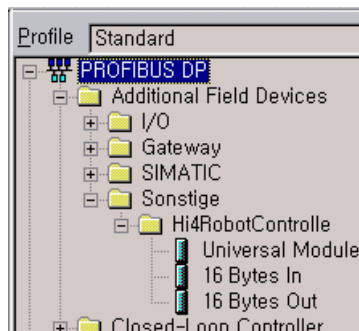 Profile Standard
PROFIBUS DP
Additional Field Devices
I/O
Gateway
SIMATIC
Sonstige
Hi4RobotControlle
Universal Module
16 Bytes In
16 Bytes Out
Closed-Loop Controller